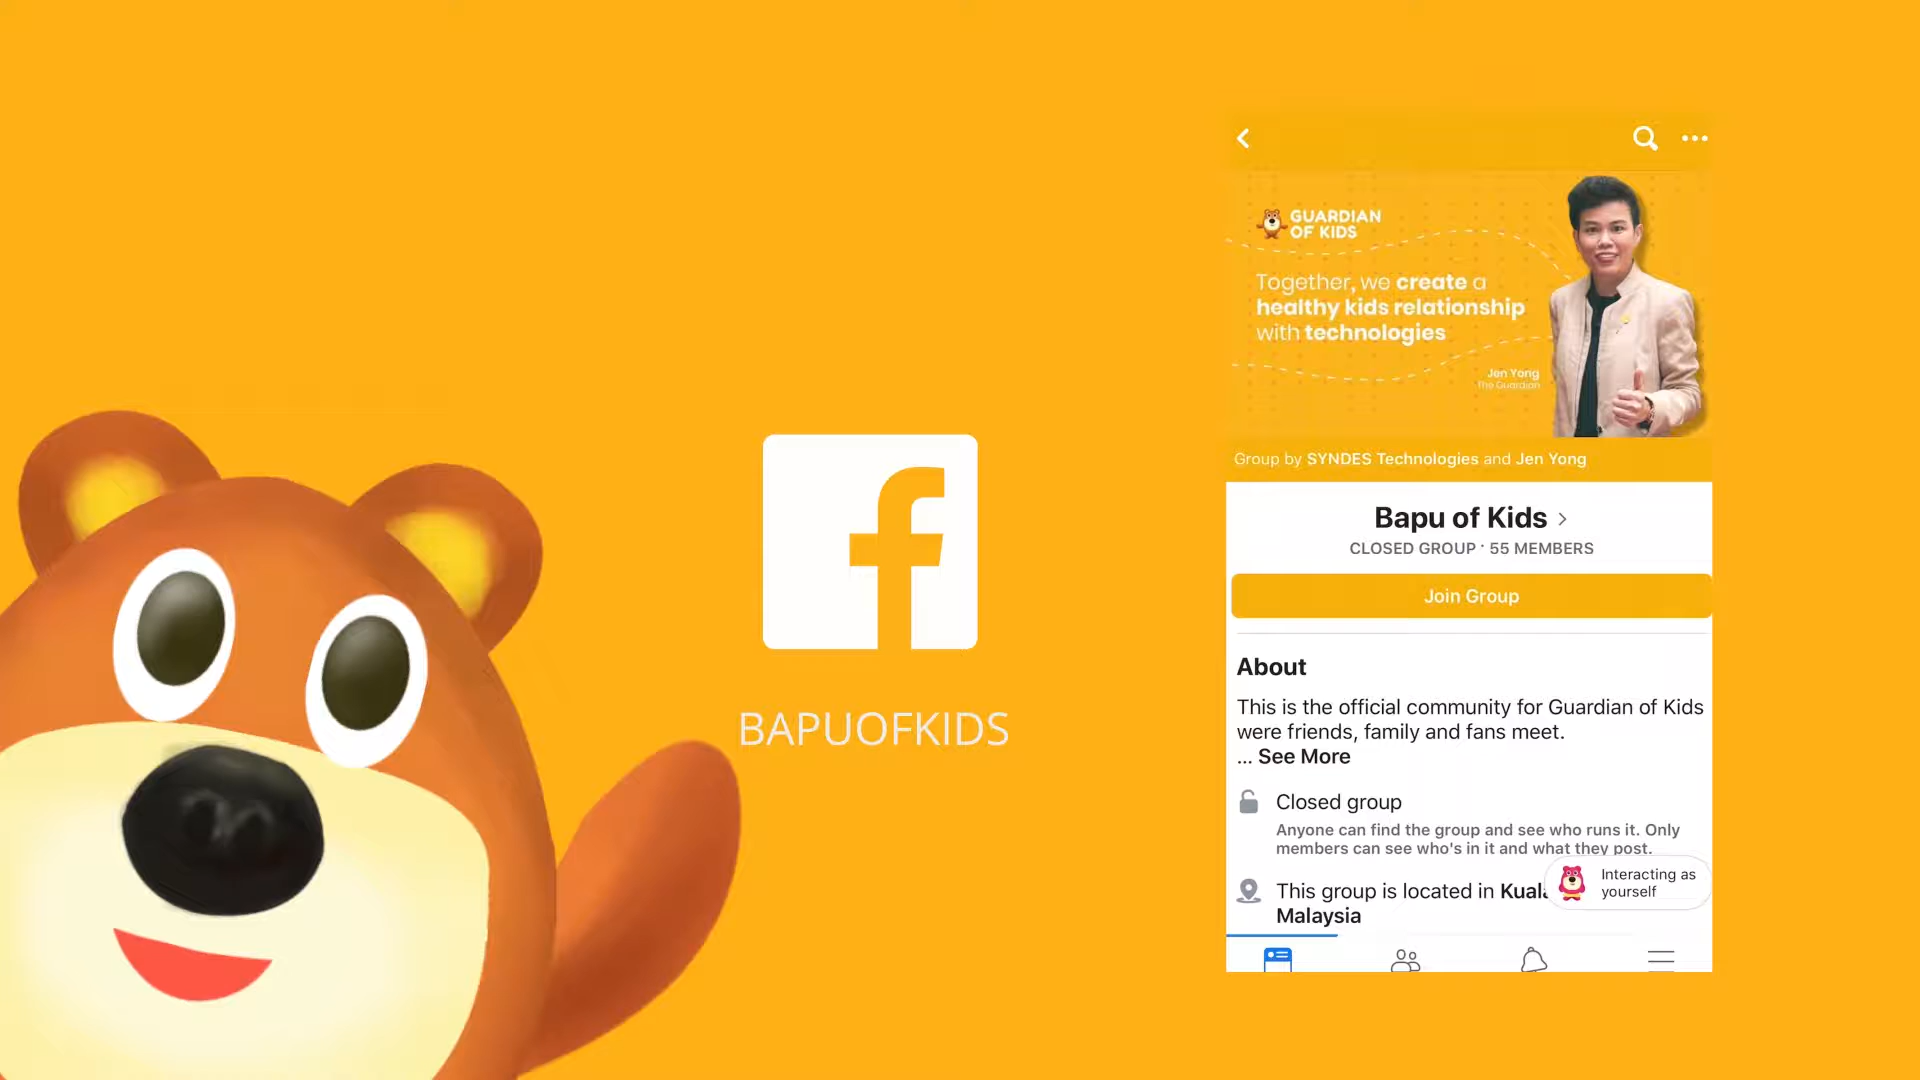 BAPUOFKIDS
GUARDIAN
OF KIDS
Together, we create a
healthy kids relationship
with technologies
Jen Yong
The Guardian
Group by SYNDES Technologies and Jen Yong
Bapu of Kids
CLOSED GROUP · 55 MEMBERS
Join Group
About
This is the official community for Guardian of Kids
were friends, family and fans meet.
... See More
Closed group
Anyone can find the group and see who runs it. Only
members can see who's in it and what they post.
Interacting as
yourself
This group is located in
Malaysia